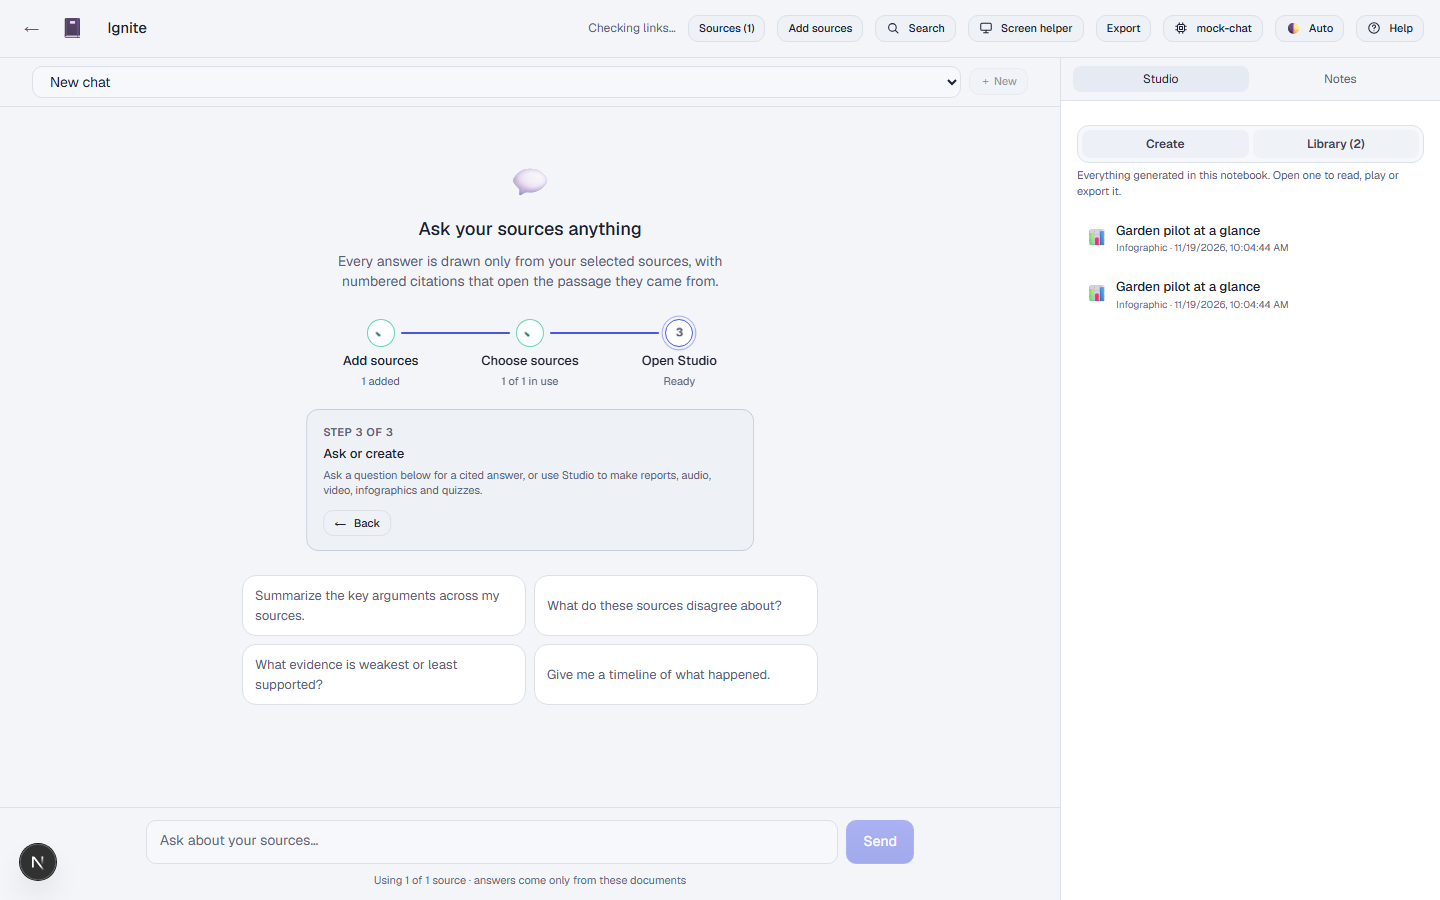 Ignite
Checking links...
Sources (1)
Add sources
Search
Screen helper
Export
mock-chat
Auto
Help
New chat
+ New
Studio
Notes
Create
Library (2)
Everything generated in this notebook. Open one to read, play or
export it.
Garden pilot at a glance
Infographic · 11/19/2026, 10:04:44 AM
Garden pilot at a glance
Infographic · 11/19/2026, 10:04:44 AM
Ask your sources anything
Every answer is drawn only from your selected sources, with
numbered citations that open the passage they came from.
3
Add sources
Choose sources
Open Studio
1 added
1 of 1 in use
Ready
STEP 3 OF 3
Ask or create
Ask a question below for a cited answer, or use Studio to make reports, audio,
video, infographics and quizzes.
← Back
Summarize the key arguments across my
sources.
What do these sources disagree about?
What evidence is weakest or least
supported?
Give me a timeline of what happened.
Ask about your sources...
Send
N
Using 1 of 1 source · answers come only from these documents